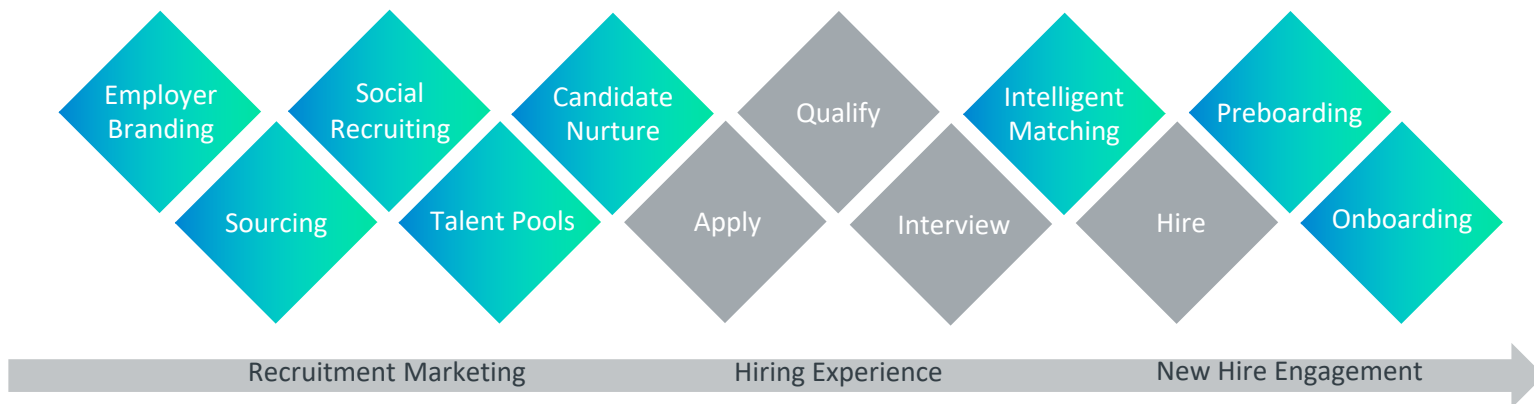 Employer
Branding
Sourcing
Social
Recruiting
Talent Pools
Candidate
Nurture
Apply
Qualify
Interview
Intelligent
Matching
Hire
Preboarding
Onboarding
Recruitment Marketing
Hiring Experience
New Hire Engagement